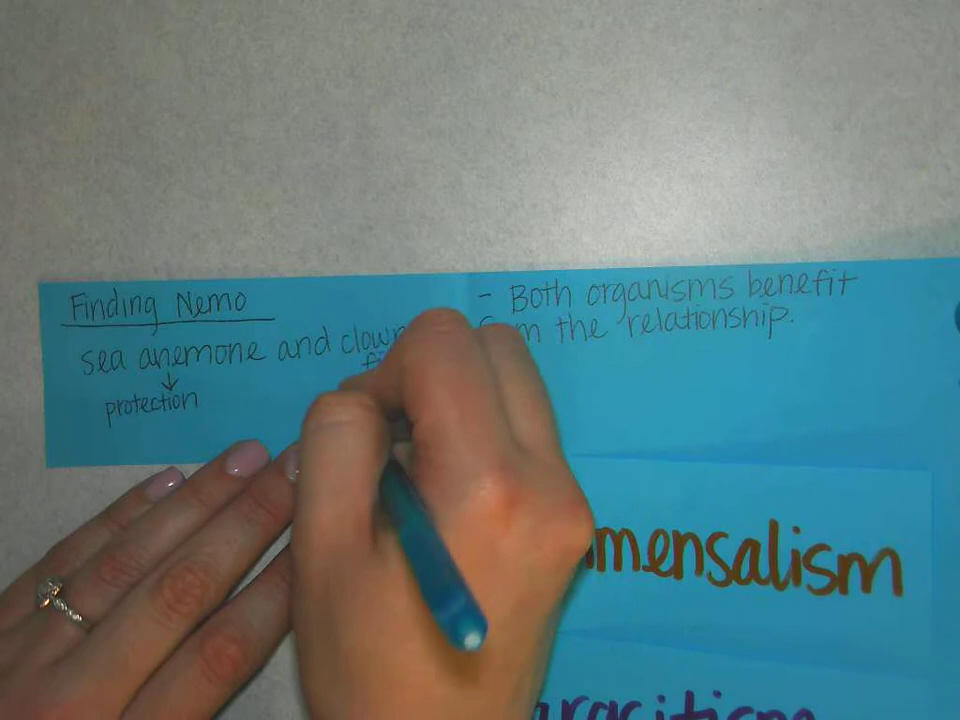 Finding Nemo
sea anemone and clown
protection
- Both organisms benefit
the relationship.
mensalism